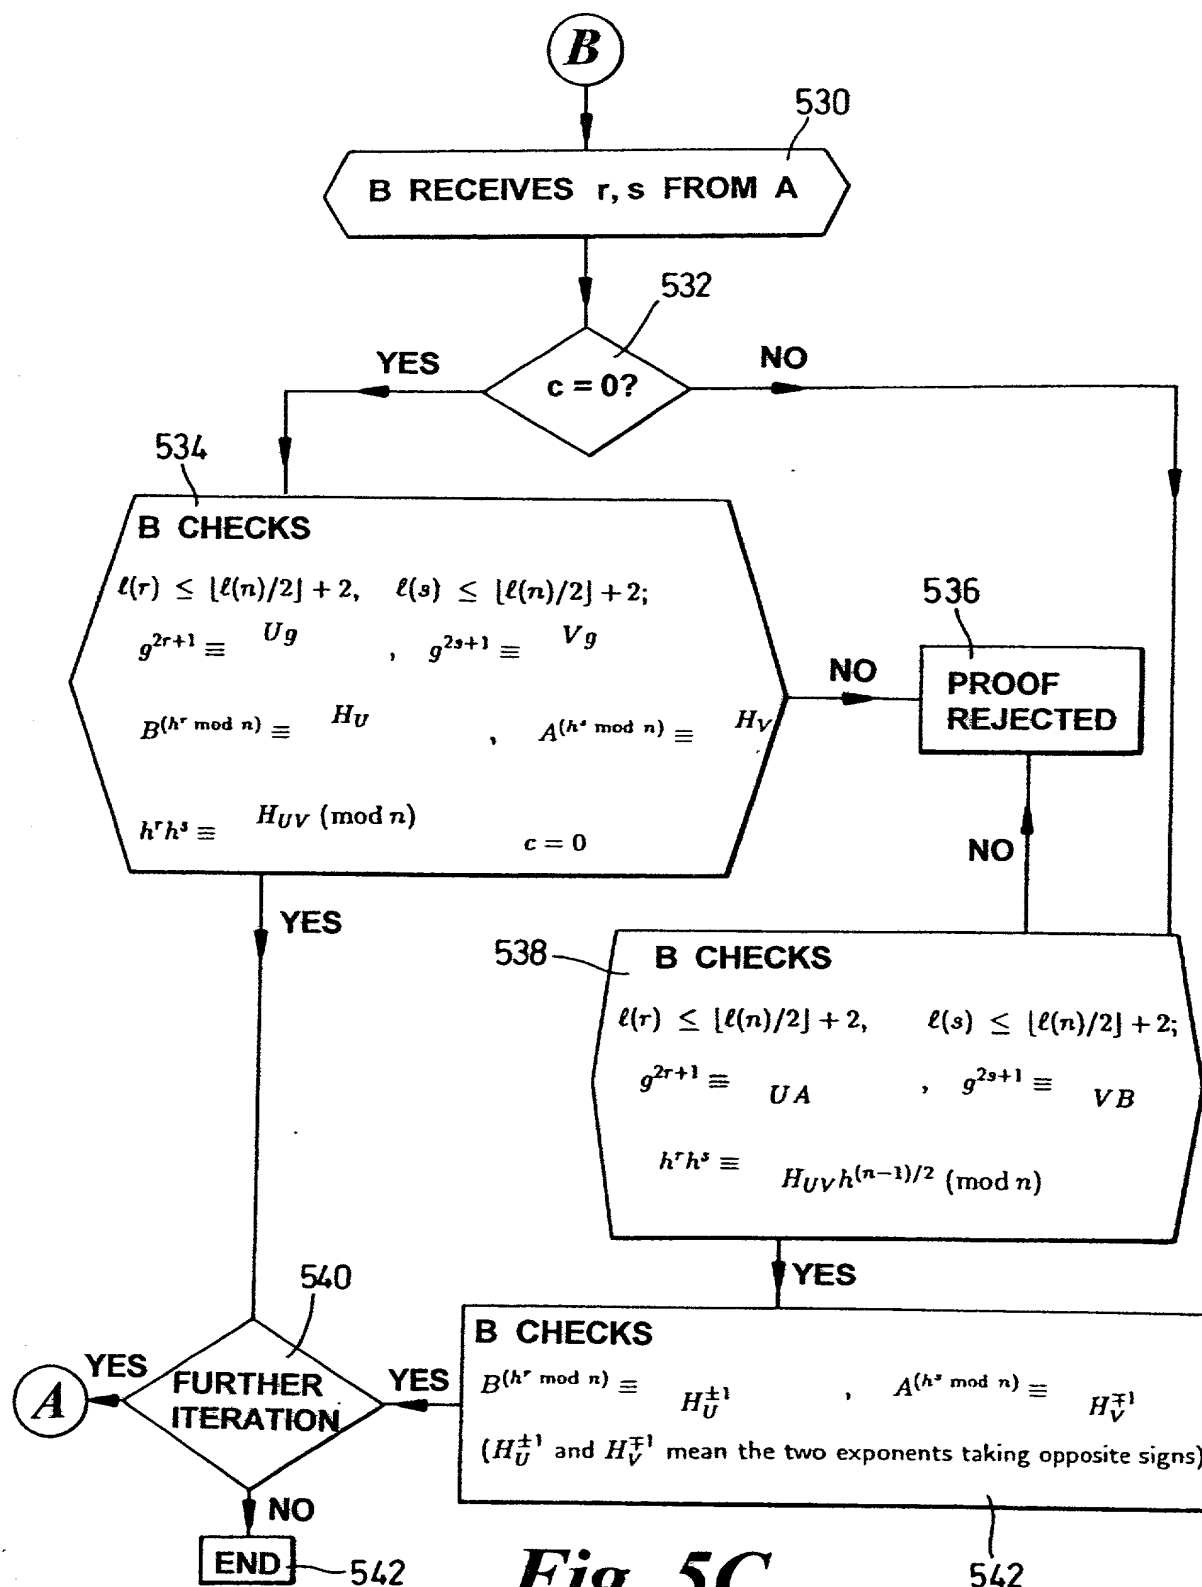 B
530
B RECEIVES r, s FROM A
532
YES
c = 0?
NO
534
B CHECKS
ℓ(r) ≤ ⌊ℓ(n)/2⌋ + 2, ℓ(s) ≤ ⌊ℓ(n)/2⌋ + 2;
g^{2r+1} ≡ Ug , g^{2s+1} ≡ Vg
B^{(h^r mod n)} ≡ H_U , A^{(h^s mod n)} ≡ H_V
h^r h^s ≡ H_{UV} (mod n)
c = 0
NO
536
PROOF
REJECTED
NO
YES
538
B CHECKS
ℓ(r) ≤ ⌊ℓ(n)/2⌋ + 2, ℓ(s) ≤ ⌊ℓ(n)/2⌋ + 2;
g^{2r+1} ≡ UA , g^{2s+1} ≡ VB
h^r h^s ≡ H_{UV} h^{(n−1)/2} (mod n)
YES
540
FURTHER
ITERATION
YES
A
YES
B CHECKS
B^{(h^r mod n)} ≡ H_U^{±1} , A^{(h^s mod n)} ≡ H_V^{∓1}
(H_U^{±1} and H_V^{∓1} mean the two exponents taking opposite signs)
542
NO
END
542
Fig. 5C